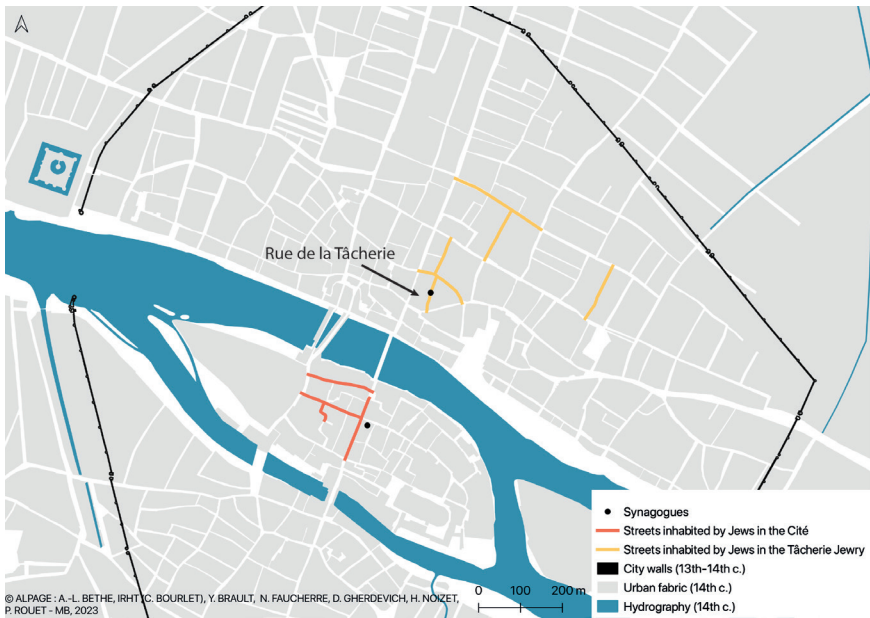 Rue de la Tâcherie
Synagogues
Streets inhabited by Jews in the Cité
Streets inhabited by Jews in the Tâcherie Jewry
City walls (13th-14th c.)
Urban fabric (14th c.)
Hydrography (14th c.)
© ALPAGE : A.-L. BETHE, IRHT (C. BOURLET), Y. BRAULT, N. FAUCHERRE, D. GHERDEVICH, H. NOIZET,
P. ROUET - MB, 2023
0 100 200 m